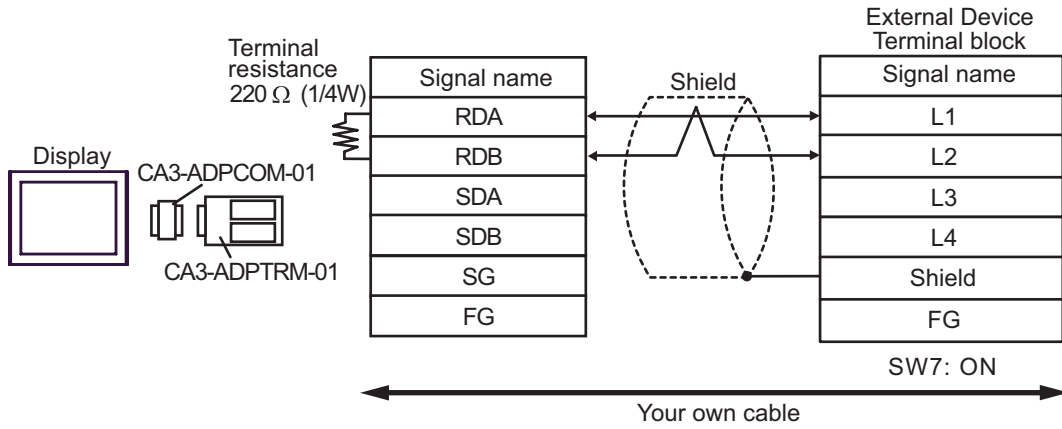 External Device
Terminal block
Terminal
resistance
220 Ω (1/4W)
Signal name
RDA
RDB
SDA
SDB
SG
FG
Shield
Signal name
L1
L2
L3
L4
Shield
FG
Display
CA3-ADPCOM-01
CA3-ADPTRM-01
SW7: ON
Your own cable